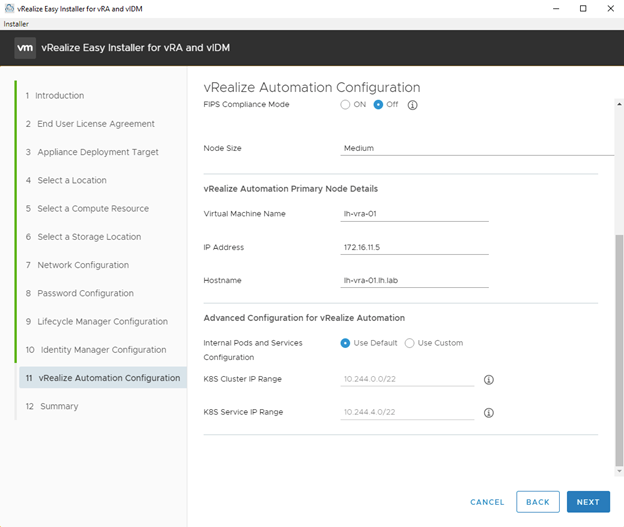 vRealize Easy Installer for vRA and vIDM
Installer
vm vRealize Easy Installer for vRA and vIDM
1 Introduction
2 End User License Agreement
3 Appliance Deployment Target
4 Select a Location
5 Select a Compute Resource
6 Select a Storage Location
7 Network Configuration
8 Password Configuration
9 Lifecycle Manager Configuration
10 Identity Manager Configuration
11 vRealize Automation Configuration
12 Summary
vRealize Automation Configuration
FIPS Compliance Mode ON Off
Node Size Medium
vRealize Automation Primary Node Details
Virtual Machine Name lh-vra-01
IP Address 172.16.11.5
Hostname lh-vra-01.lh.lab
Advanced Configuration for vRealize Automation
Internal Pods and Services Use Default Use Custom
Configuration
K8S Cluster IP Range 10.244.0.0/22
K8S Service IP Range 10.244.4.0/22
CANCEL BACK NEXT